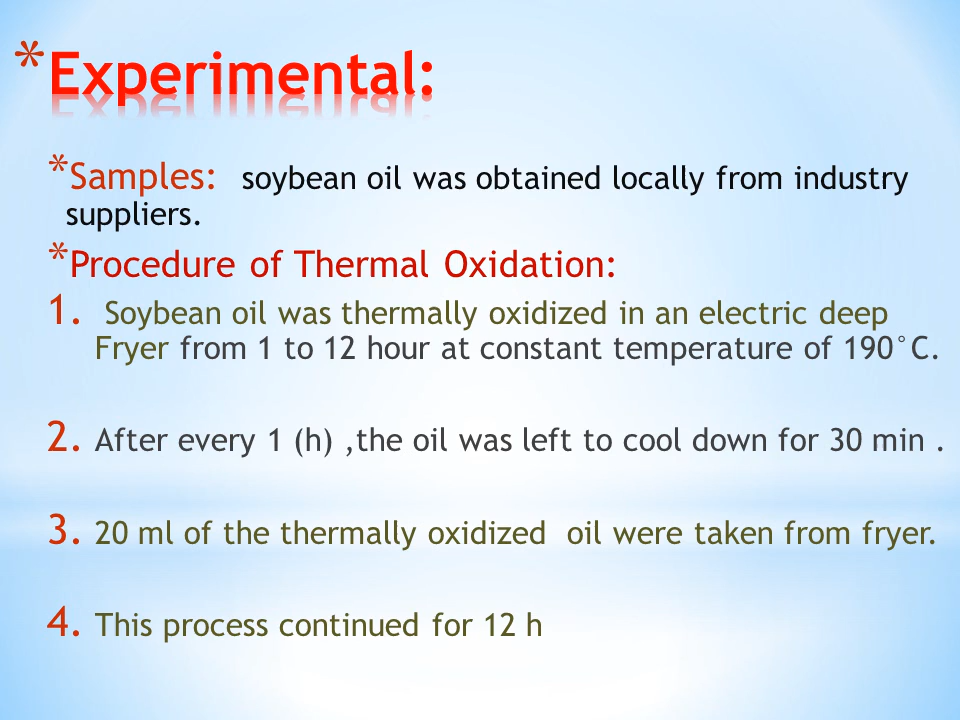 *Experimental:
*Samples: soybean oil was obtained locally from industry
suppliers.
*Procedure of Thermal Oxidation:
1. Soybean oil was thermally oxidized in an electric deep
Fryer from 1 to 12 hour at constant temperature of 190°C.
2. After every 1 (h) ,the oil was left to cool down for 30 min .
3. 20 ml of the thermally oxidized oil were taken from fryer.
4. This process continued for 12 h